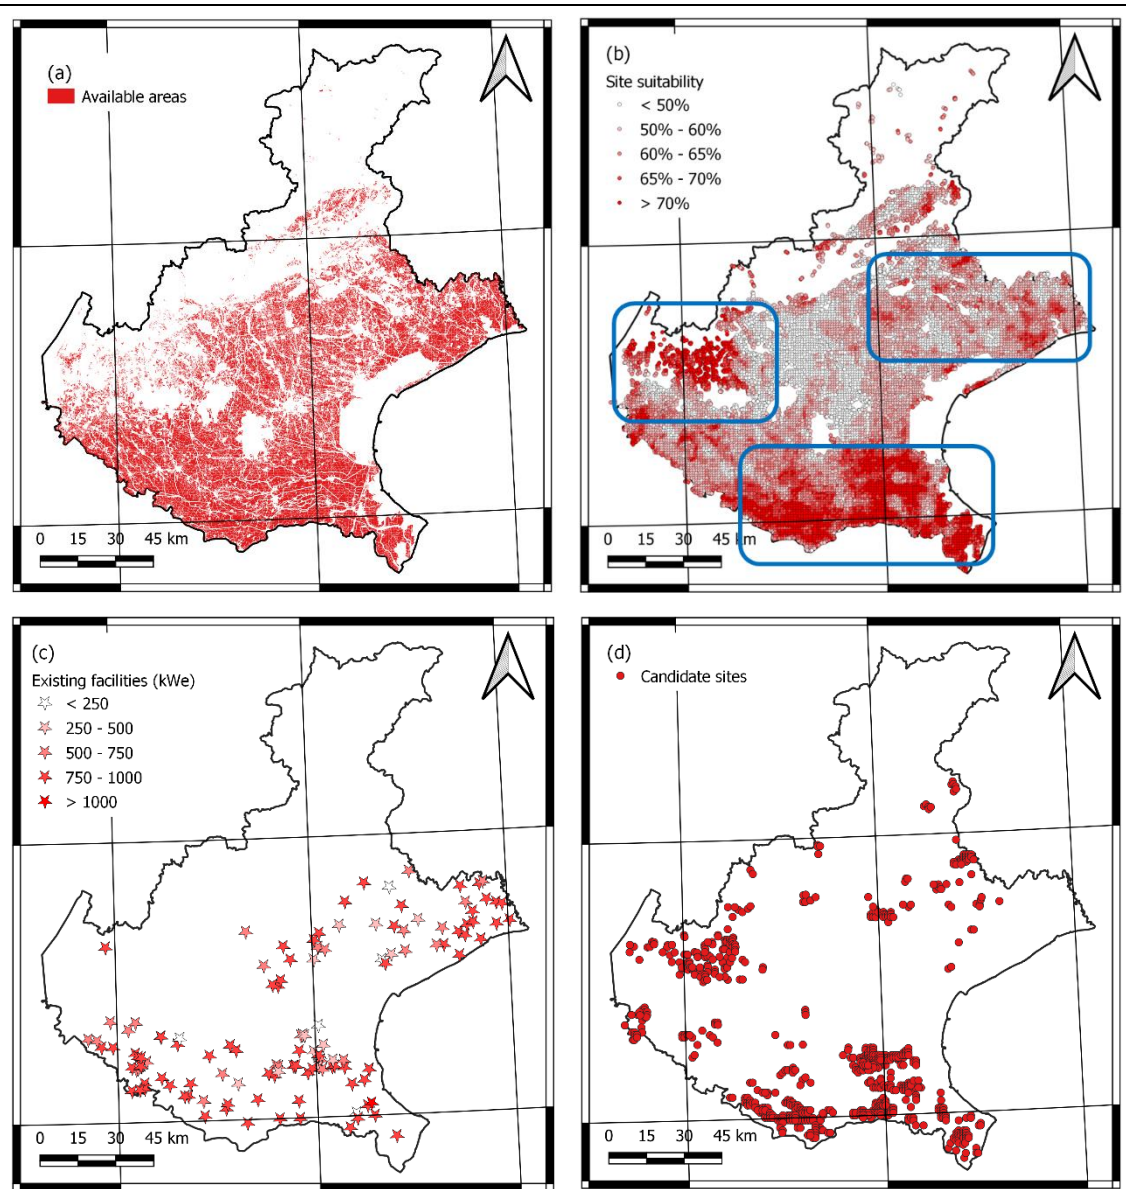 (a)
Available areas
0 15 30 45 km
(b)
Site suitability
< 50%
50% - 60%
60% - 65%
65% - 70%
> 70%
0 15 30 45 km
(c)
Existing facilities (kWe)
< 250
250 - 500
500 - 750
750 - 1000
> 1000
0 15 30 45 km
(d)
Candidate sites
0 15 30 45 km